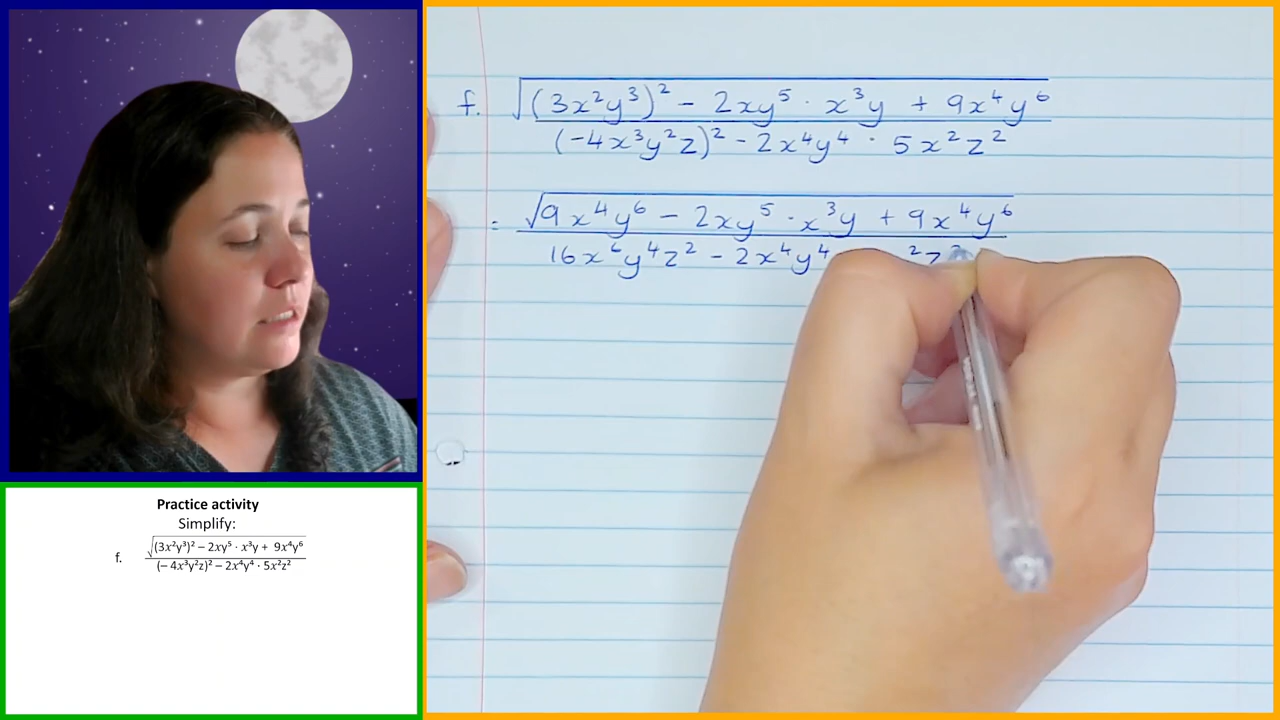 f. √(3x²y³)² − 2xy⁵ · x³y + 9x⁴y⁶
(−4x³y²z)² − 2x⁴y⁴ · 5x²z²
= √9x⁴y⁶ − 2xy⁵ · x³y + 9x⁴y⁶
16x⁶y⁴z² − 2x⁴y⁴ ²z
Practice activity
Simplify:
f. √(3x²y³)² − 2xy⁵ · x³y + 9x⁴y⁶
(− 4x³y²z)² − 2x⁴y⁴ · 5x²z²